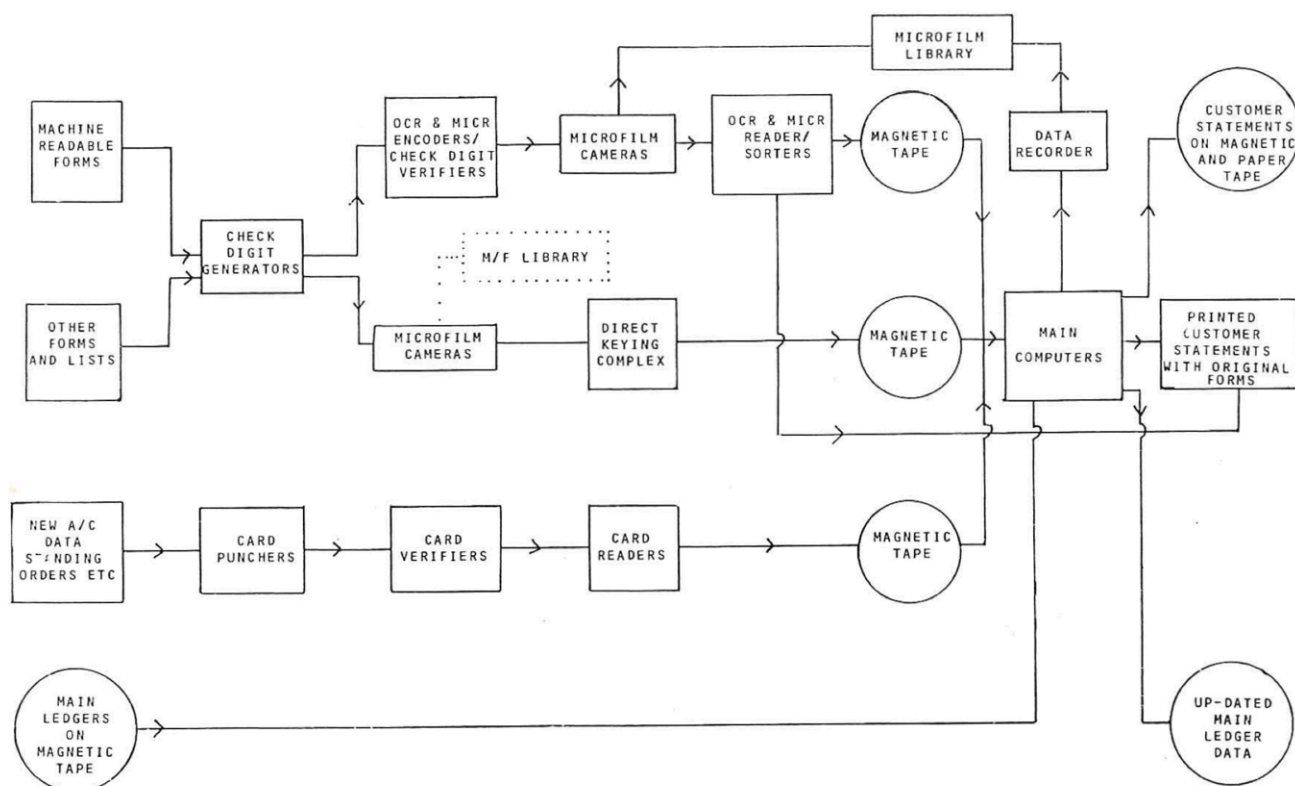 MICROFILM
LIBRARY
MACHINE
READABLE
FORMS
OCR & MICR
ENCODERS/
CHECK DIGIT
VERIFIERS
MICROFILM
CAMERAS
OCR & MICR
READER/
SORTERS
MAGNETIC
TAPE
DATA
RECORDER
CUSTOMER
STATEMENTS
ON MAGNETIC
AND PAPER
TAPE
CHECK
DIGIT
GENERATORS
M/F LIBRARY
OTHER
FORMS
AND LISTS
MICROFILM
CAMERAS
DIRECT
KEYING
COMPLEX
MAGNETIC
TAPE
MAIN
COMPUTERS
PRINTED
CUSTOMER
STATEMENTS
WITH ORIGINAL
FORMS
NEW A/C
DATA
STANDING
ORDERS ETC
CARD
PUNCHERS
CARD
VERIFIERS
CARD
READERS
MAGNETIC
TAPE
MAIN
LEDGERS
ON
MAGNETIC
TAPE
UP-DATED
MAIN
LEDGER
DATA